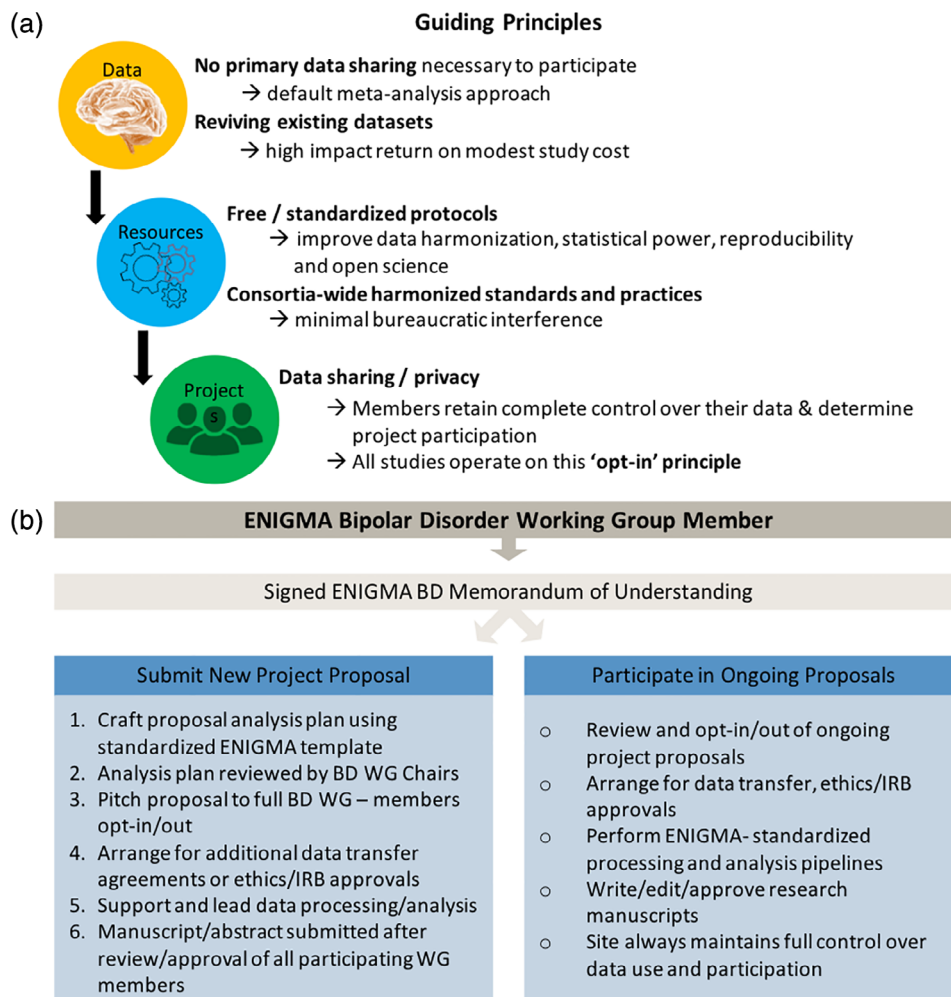 (a)
Guiding Principles
Data
No primary data sharing necessary to participate
→ default meta-analysis approach
Reviving existing datasets
→ high impact return on modest study cost
Resources
Free / standardized protocols
→ improve data harmonization, statistical power, reproducibility
and open science
Consortia-wide harmonized standards and practices
→ minimal bureaucratic interference
Project
s
Data sharing / privacy
→ Members retain complete control over their data & determine
project participation
→ All studies operate on this ‘opt-in’ principle
(b)
ENIGMA Bipolar Disorder Working Group Member
Signed ENIGMA BD Memorandum of Understanding
Submit New Project Proposal
1. Craft proposal analysis plan using
standardized ENIGMA template
2. Analysis plan reviewed by BD WG Chairs
3. Pitch proposal to full BD WG – members
opt-in/out
4. Arrange for additional data transfer
agreements or ethics/IRB approvals
5. Support and lead data processing/analysis
6. Manuscript/abstract submitted after
review/approval of all participating WG
members
Participate in Ongoing Proposals
o Review and opt-in/out of ongoing
project proposals
o Arrange for data transfer, ethics/IRB
approvals
o Perform ENIGMA- standardized
processing and analysis pipelines
o Write/edit/approve research
manuscripts
o Site always maintains full control over
data use and participation